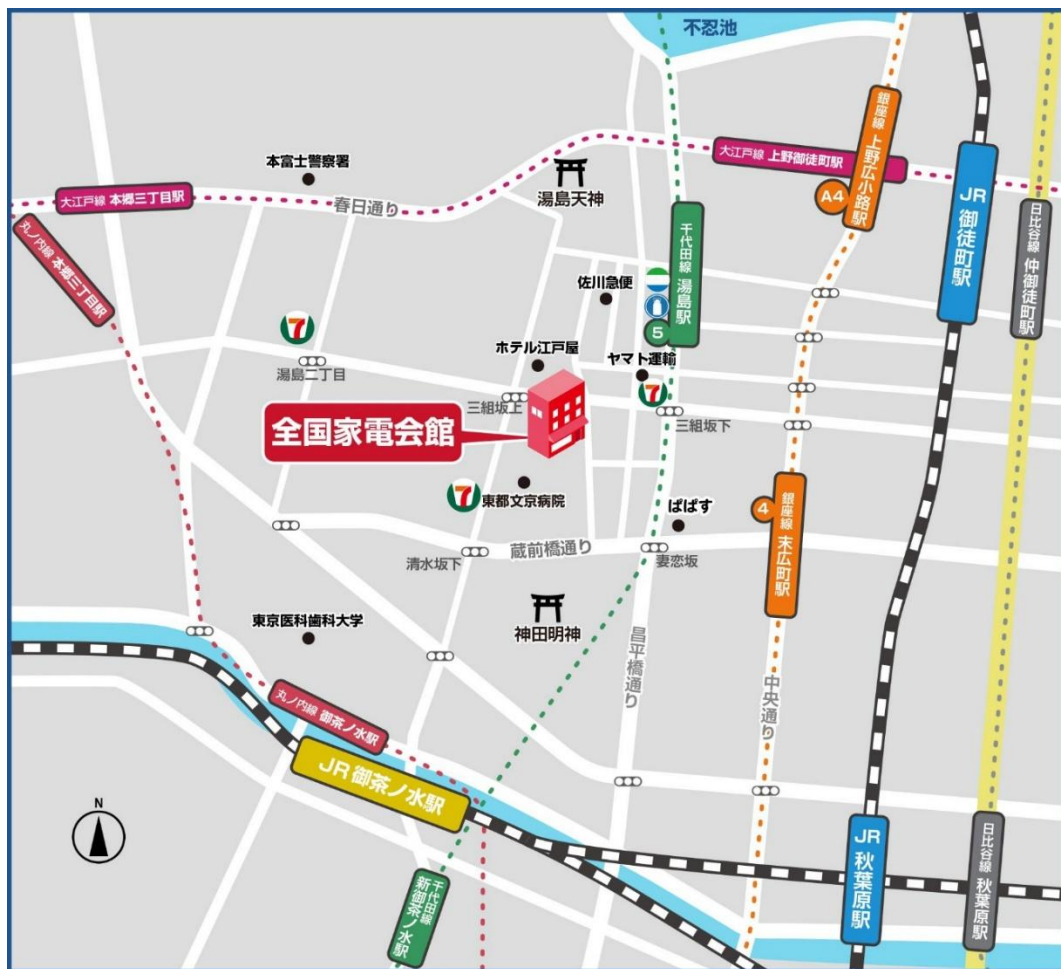 不忍池
銀座線 上野広小路駅
大江戸線 上野御徒町駅
A4
JR 御徒町駅
日比谷線 仲御徒町駅
本富士警察署
湯島天神
大江戸線 本郷三丁目駅
春日通り
丸ノ内線 本郷三丁目駅
千代田線 湯島駅
佐川急便
5
7
湯島二丁目
ホテル江戸屋
ヤマト運輸
7
三組坂上
三組坂下
全国家電会館
7
東都文京病院
ぱぱす
4
銀座線 末広町駅
清水坂下
蔵前橋通り
妻恋坂
東京医科歯科大学
神田明神
昌平橋通り
中央通り
丸ノ内線 御茶ノ水駅
JR 御茶ノ水駅
N
千代田線
新御茶ノ水駅
JR 秋葉原駅
日比谷線 秋葉原駅